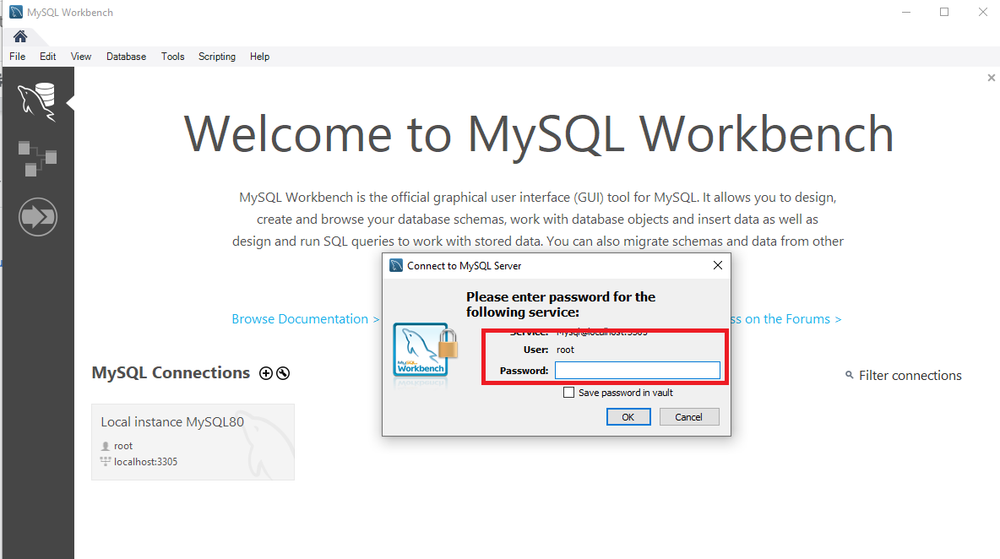 MySQL Workbench
File Edit View Database Tools Scripting Help
Welcome to MySQL Workbench
MySQL Workbench is the official graphical user interface (GUI) tool for MySQL. It allows you to design,
create and browse your database schemas, work with database objects and insert data as well as
design and run SQL queries to work with stored data. You can also migrate schemas and data from other
Browse Documentation >
on the Forums >
Connect to MySQL Server
Please enter password for the
following service:
Service: Mysql@localhost:3305
User: root
Password:
Save password in vault
OK Cancel
MySQL
Workbench
MySQL Connections
Filter connections
Local instance MySQL80
root
localhost:3305